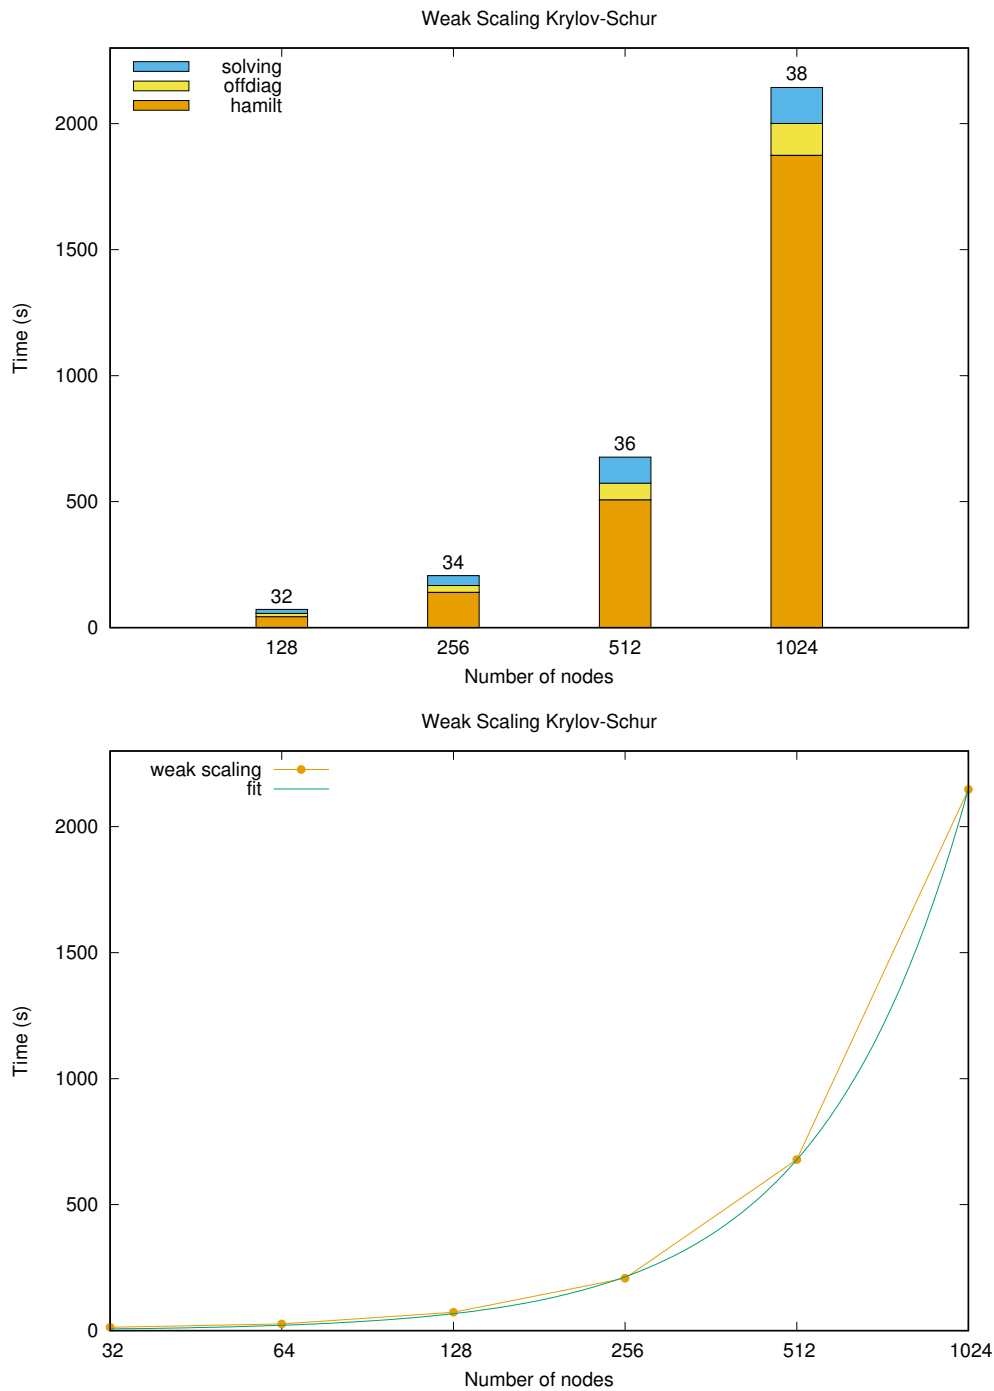 Weak Scaling Krylov-Schur
solving
offdiag
hamilt
38
36
34
32
2000
1500
1000
500
0
Time (s)
128 256 512 1024
Number of nodes
Weak Scaling Krylov-Schur
weak scaling
fit
2000
1500
1000
500
0
Time (s)
32 64 128 256 512 1024
Number of nodes